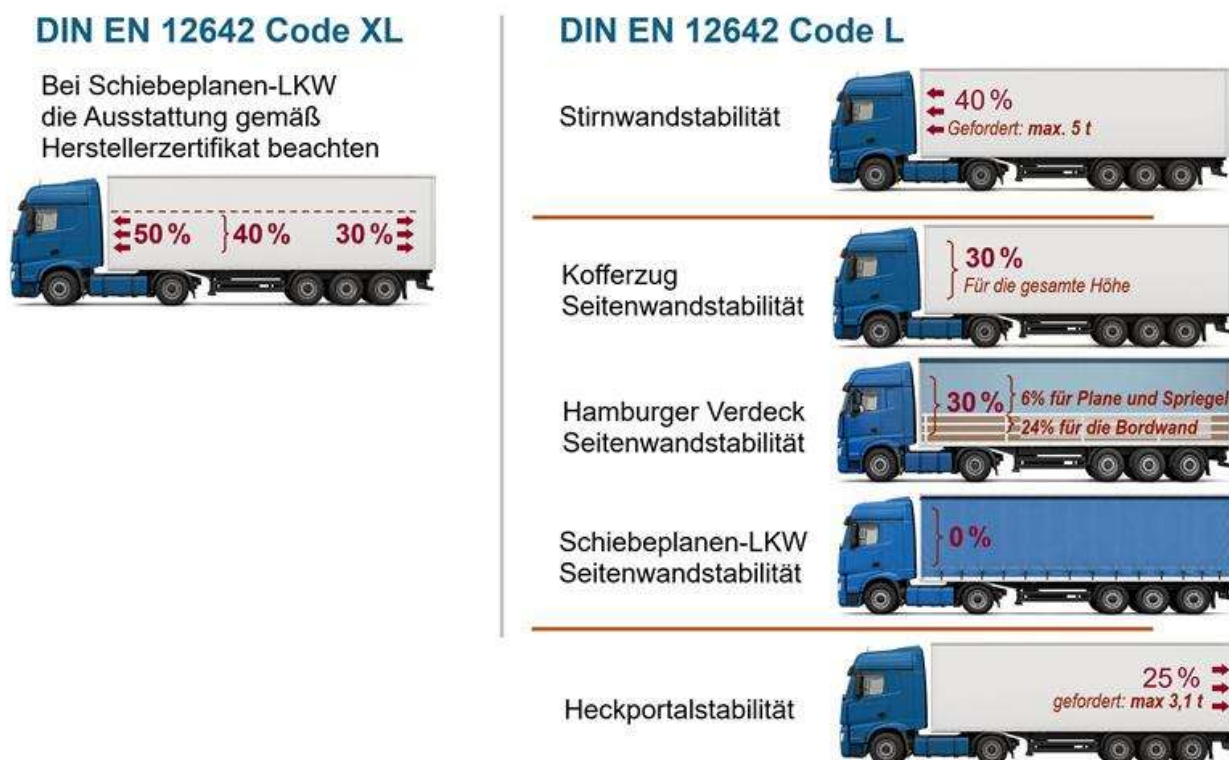 DIN EN 12642 Code XL
Bei Schiebeplanen-LKW
die Ausstattung gemäß
Herstellerzertifikat beachten
50 %
40 %
30 %
DIN EN 12642 Code L
Stirnwandstabilität
40 %
Gefordert: max. 5 t
Kofferzug
Seitenwandstabilität
30 %
Für die gesamte Höhe
Hamburger Verdeck
Seitenwandstabilität
30 %
6% für Plane und Spriegel
24% für die Bordwand
Schiebeplanen-LKW
Seitenwandstabilität
0 %
Heckportalstabilität
25 %
gefordert: max 3,1 t